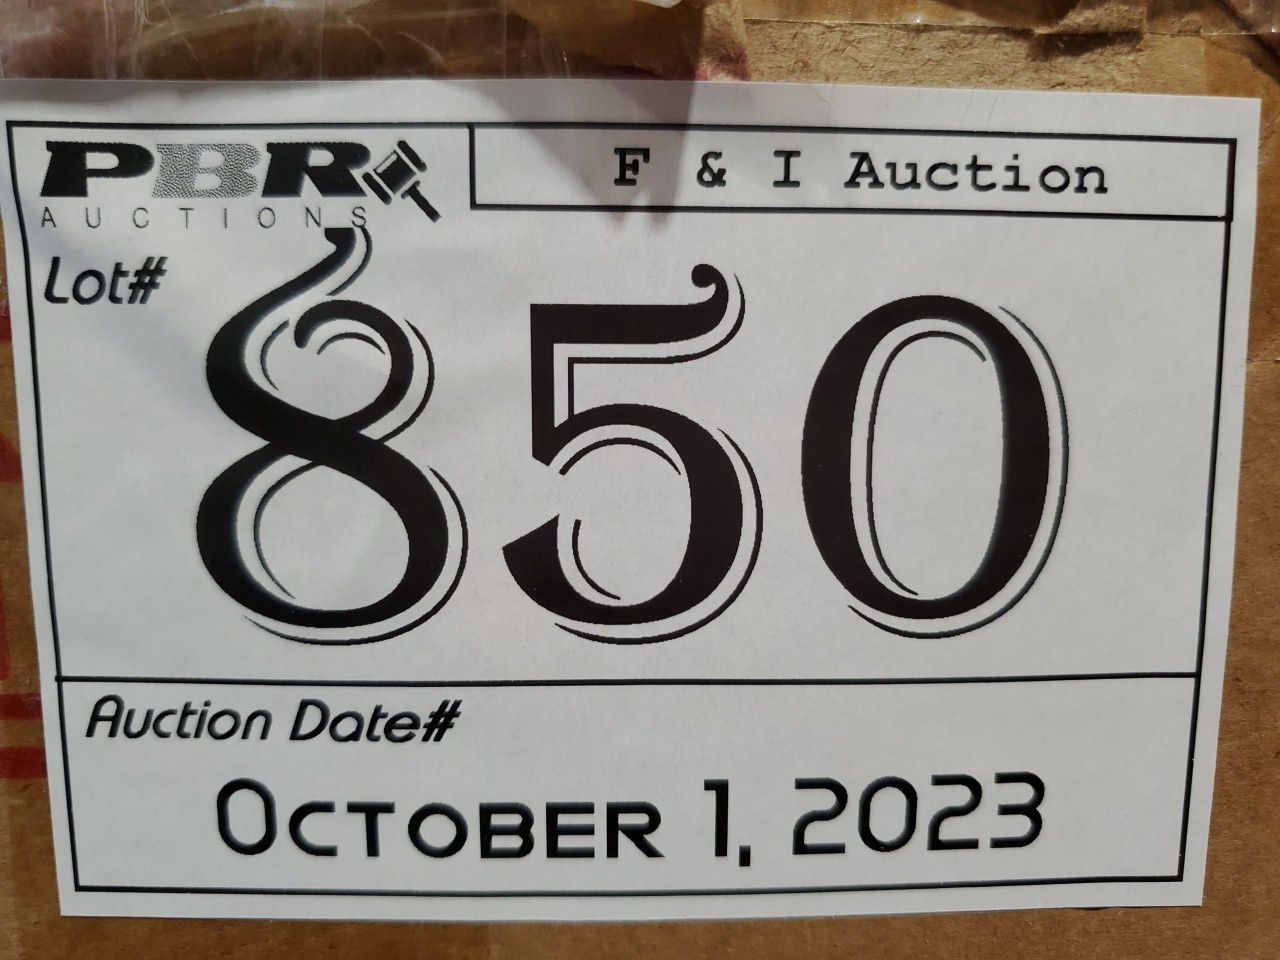 PBR
AUCTIONS
F & I Auction
Lot#
850
Auction Date#
OCTOBER 1, 2023